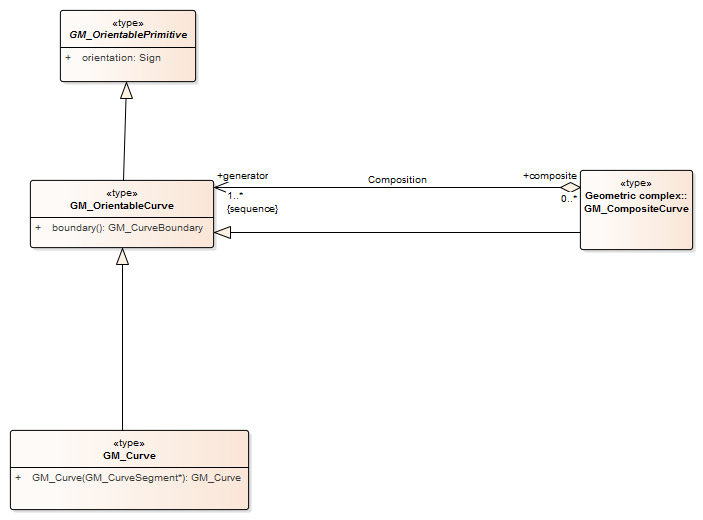 «type»
GM_OrientablePrimitive
+ orientation: Sign
+generator
Composition
+composite
1..*
{sequence}
0..*
«type»
GM_OrientableCurve
+ boundary(): GM_CurveBoundary
«type»
Geometric complex::
GM_CompositeCurve
«type»
GM_Curve
+ GM_Curve(GM_CurveSegment*): GM_Curve